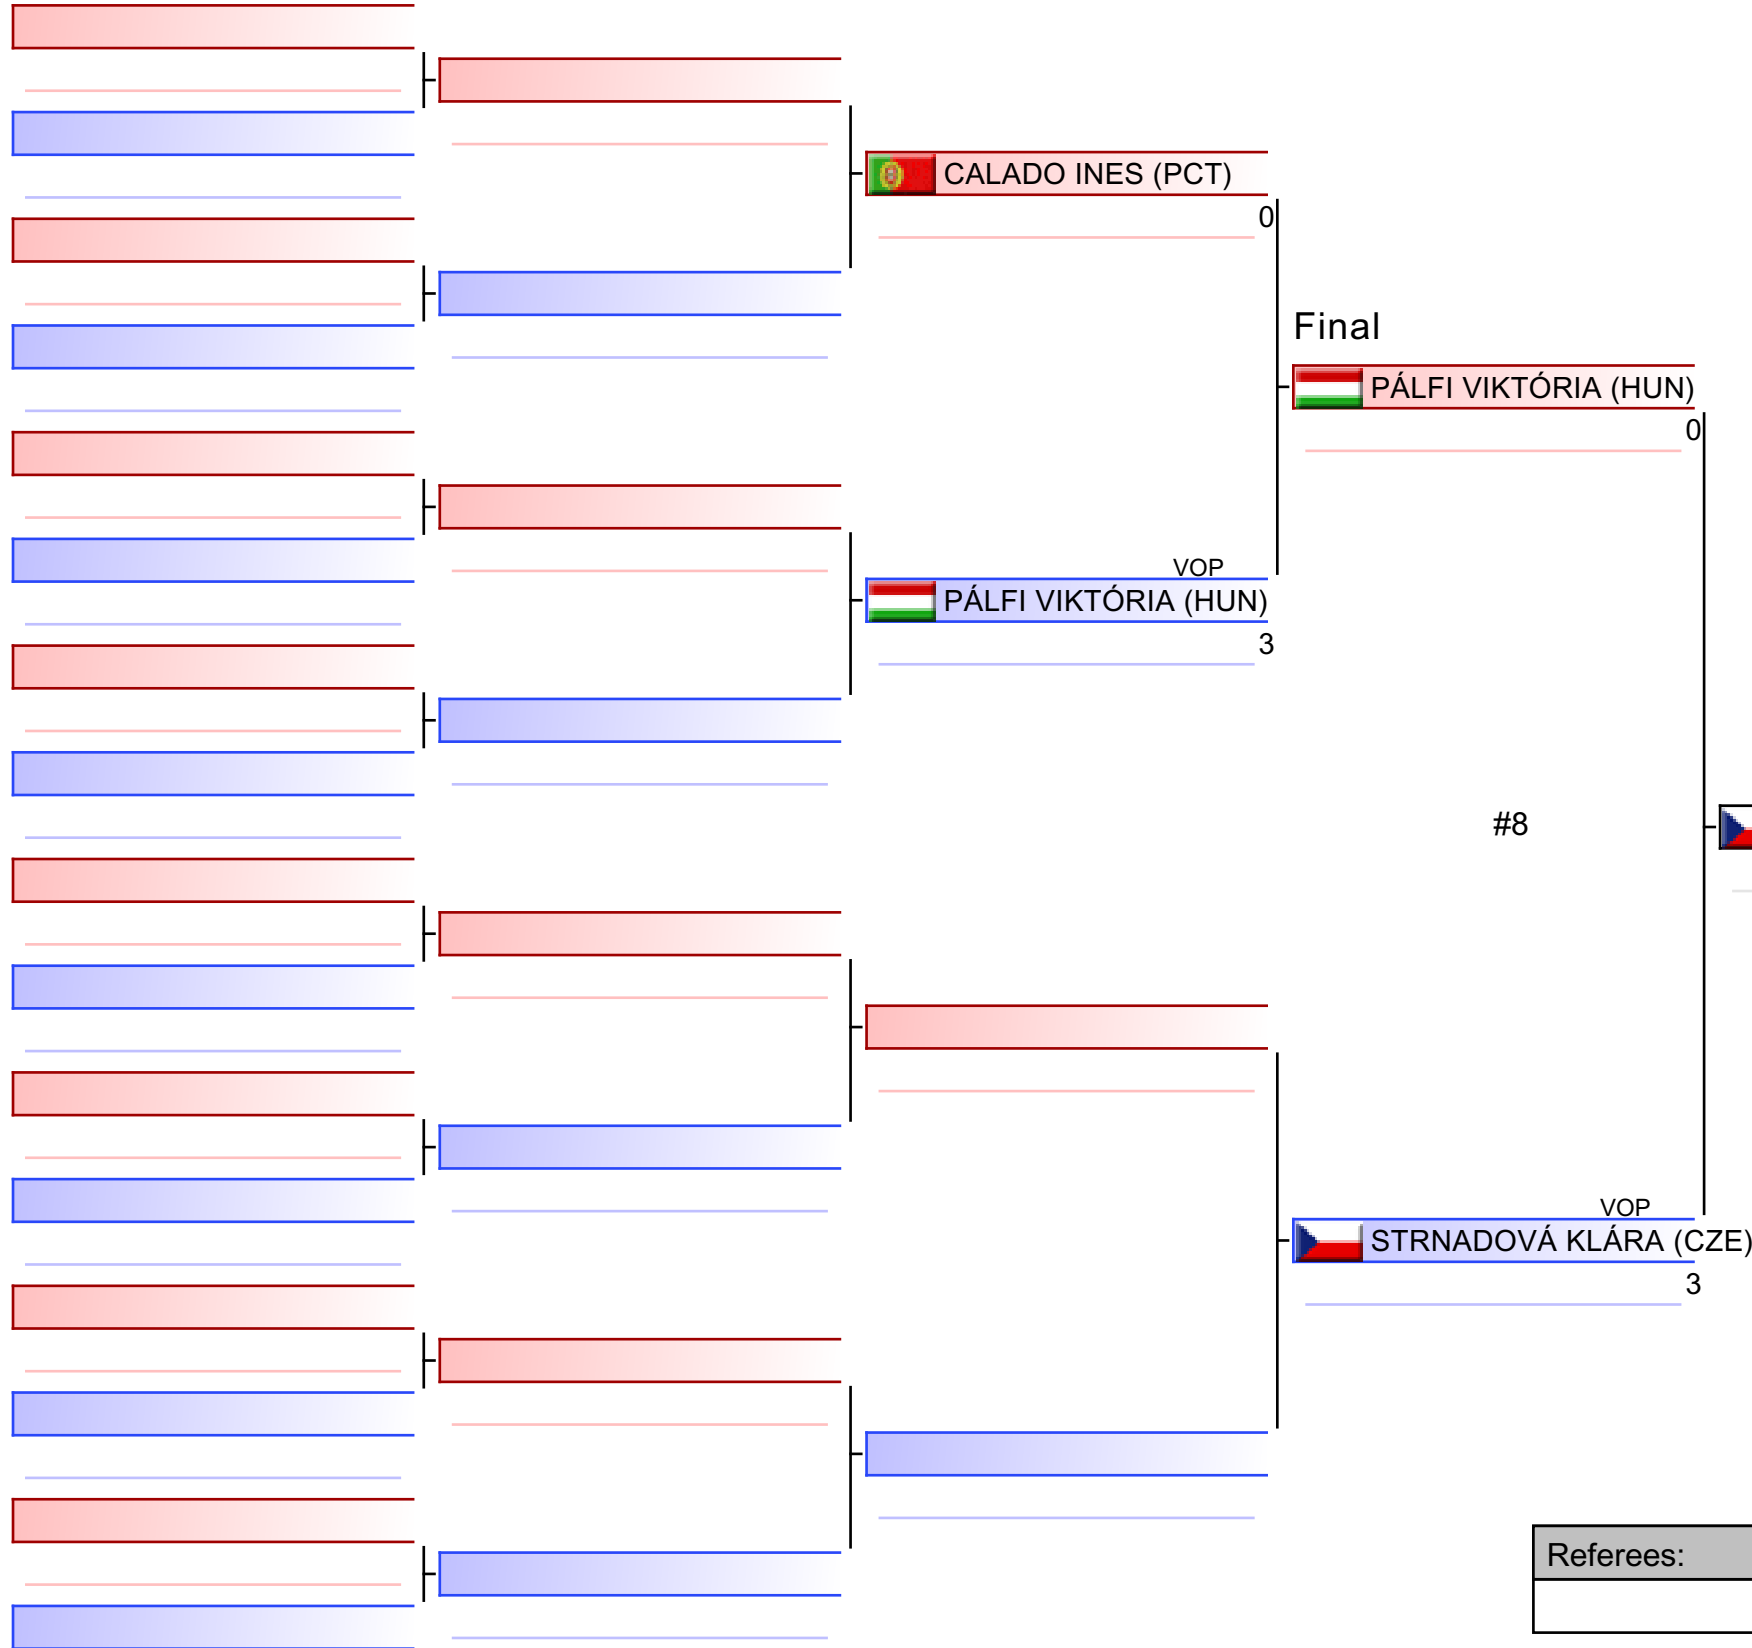 CALADO INES (PCT)
0
Final
PÁLFI VIKTÓRIA (HUN)
0
VOP
PÁLFI VIKTÓRIA (HUN)
3
#8
VOP
STRNADOVÁ KLÁRA (CZE)
3
Referees: